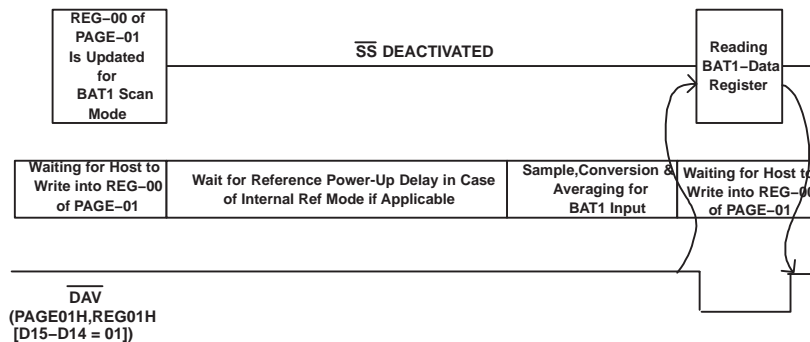 REG–00 of
PAGE–01
Is Updated
for
BAT1 Scan
Mode
SS DEACTIVATED
Reading
BAT1–Data
Register
Waiting for Host to
Write into REG–00
of PAGE–01
Wait for Reference Power-Up Delay in Case
of Internal Ref Mode if Applicable
Sample,Conversion &
Averaging for
BAT1 Input
Waiting for Host to
Write into REG–00
of PAGE–01
DAV
(PAGE01H,REG01H
[D15–D14 = 01])